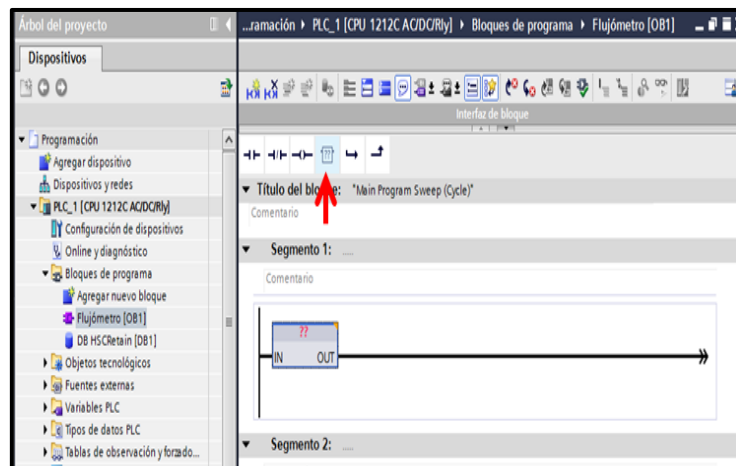 Árbol del proyecto
...ramación ▸ PLC_1 [CPU 1212C AC/DC/Rly] ▸ Bloques de programa ▸ Flujómetro [OB1]
Dispositivos
Interfaz de bloque
Programación
Agregar dispositivo
Dispositivos y redes
PLC_1 [CPU 1212C AC/DC/Rly]
Configuración de dispositivos
Online y diagnóstico
Bloques de programa
Agregar nuevo bloque
Flujómetro [OB1]
DB HSCRetain [DB1]
Objetos tecnológicos
Fuentes externas
Variables PLC
Tipos de datos PLC
Tablas de observación y forzado...
??
Título del bloque: "Main Program Sweep (Cycle)"
Comentario
Segmento 1: .....
Comentario
??
IN OUT
Segmento 2: .....